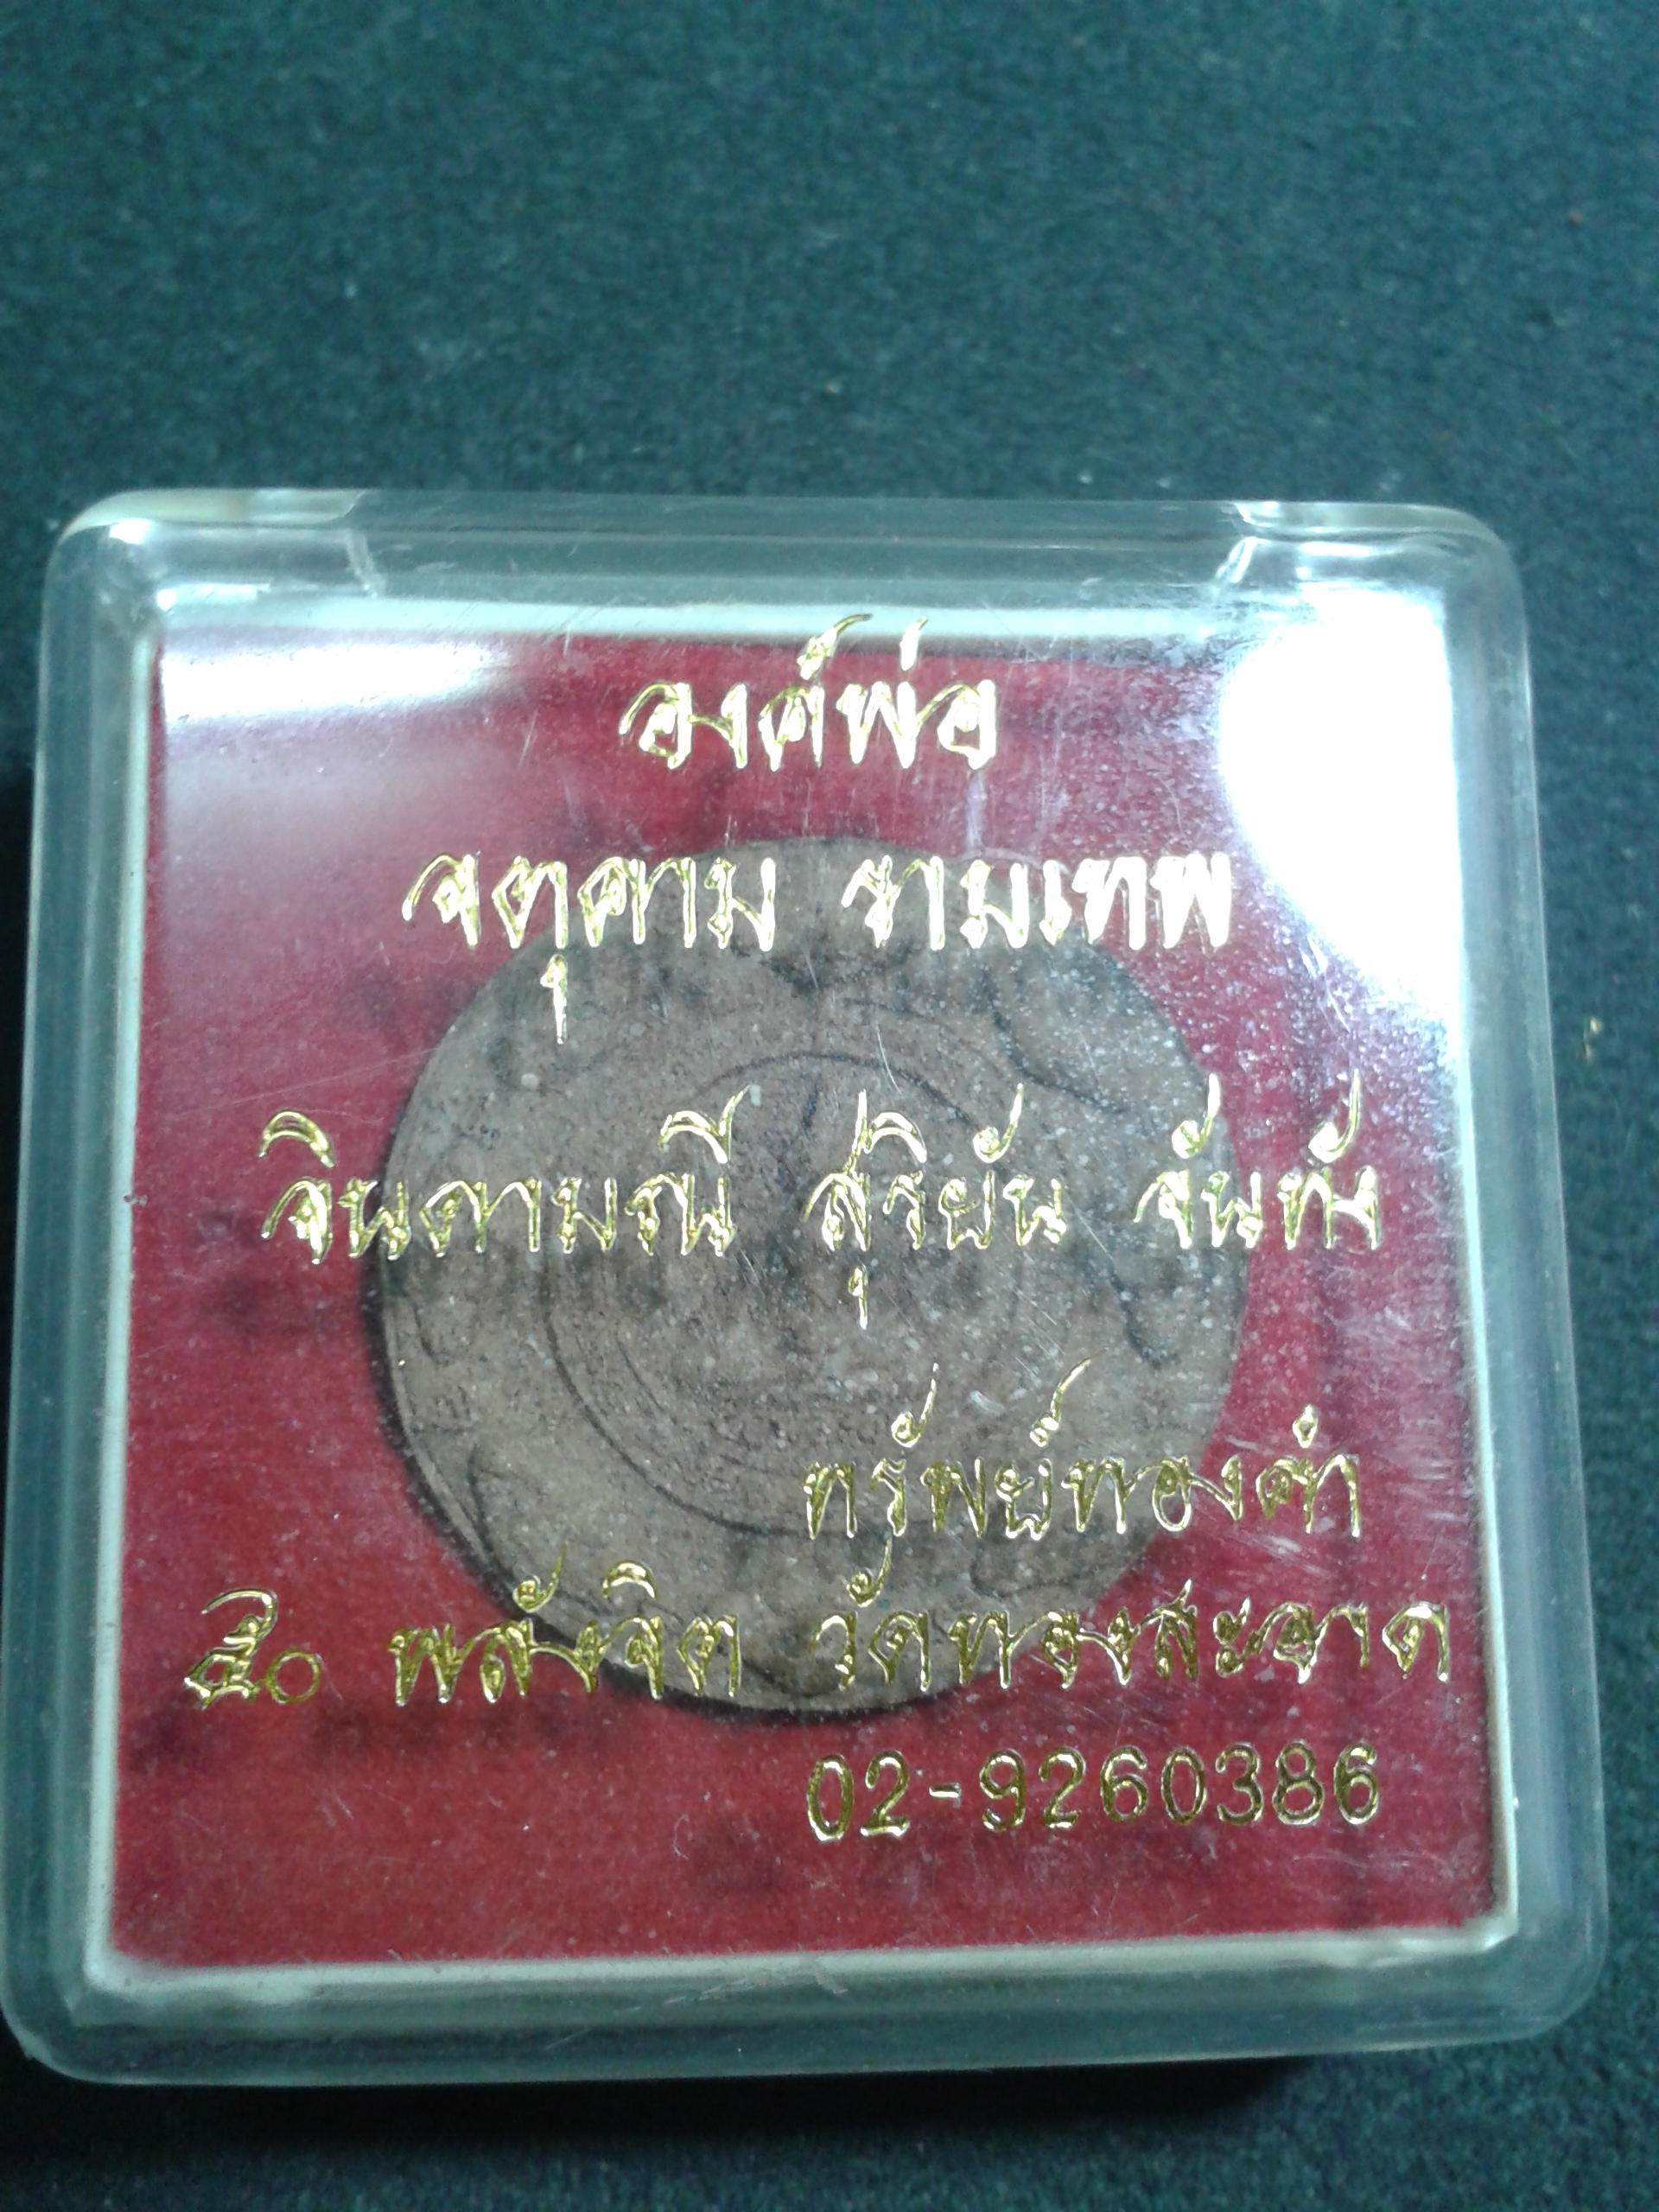 องค์พ่อ
จตุคาม รามเทพ
จินดามณี สุริยัน จันทัง
ทรัพย์ทองคำ
๕๐ พลังจิต วัดทองสะอาด
02-9260386